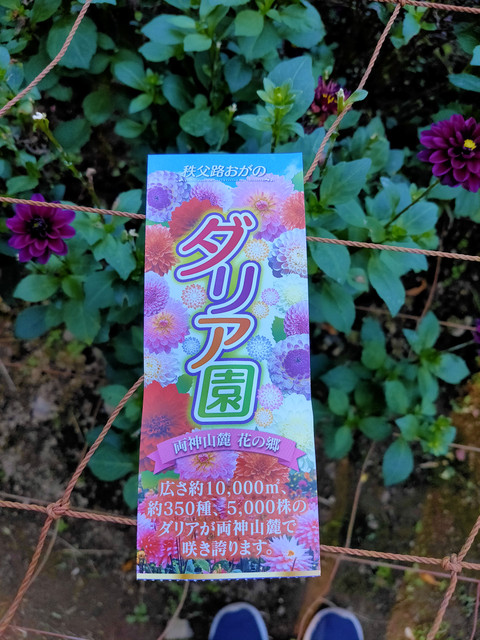 秩父路おがの
ダリア園
両神山麓 花の郷
広さ約10,000㎡、
約350種、5,000株の
ダリアが両神山麓で
咲き誇ります。